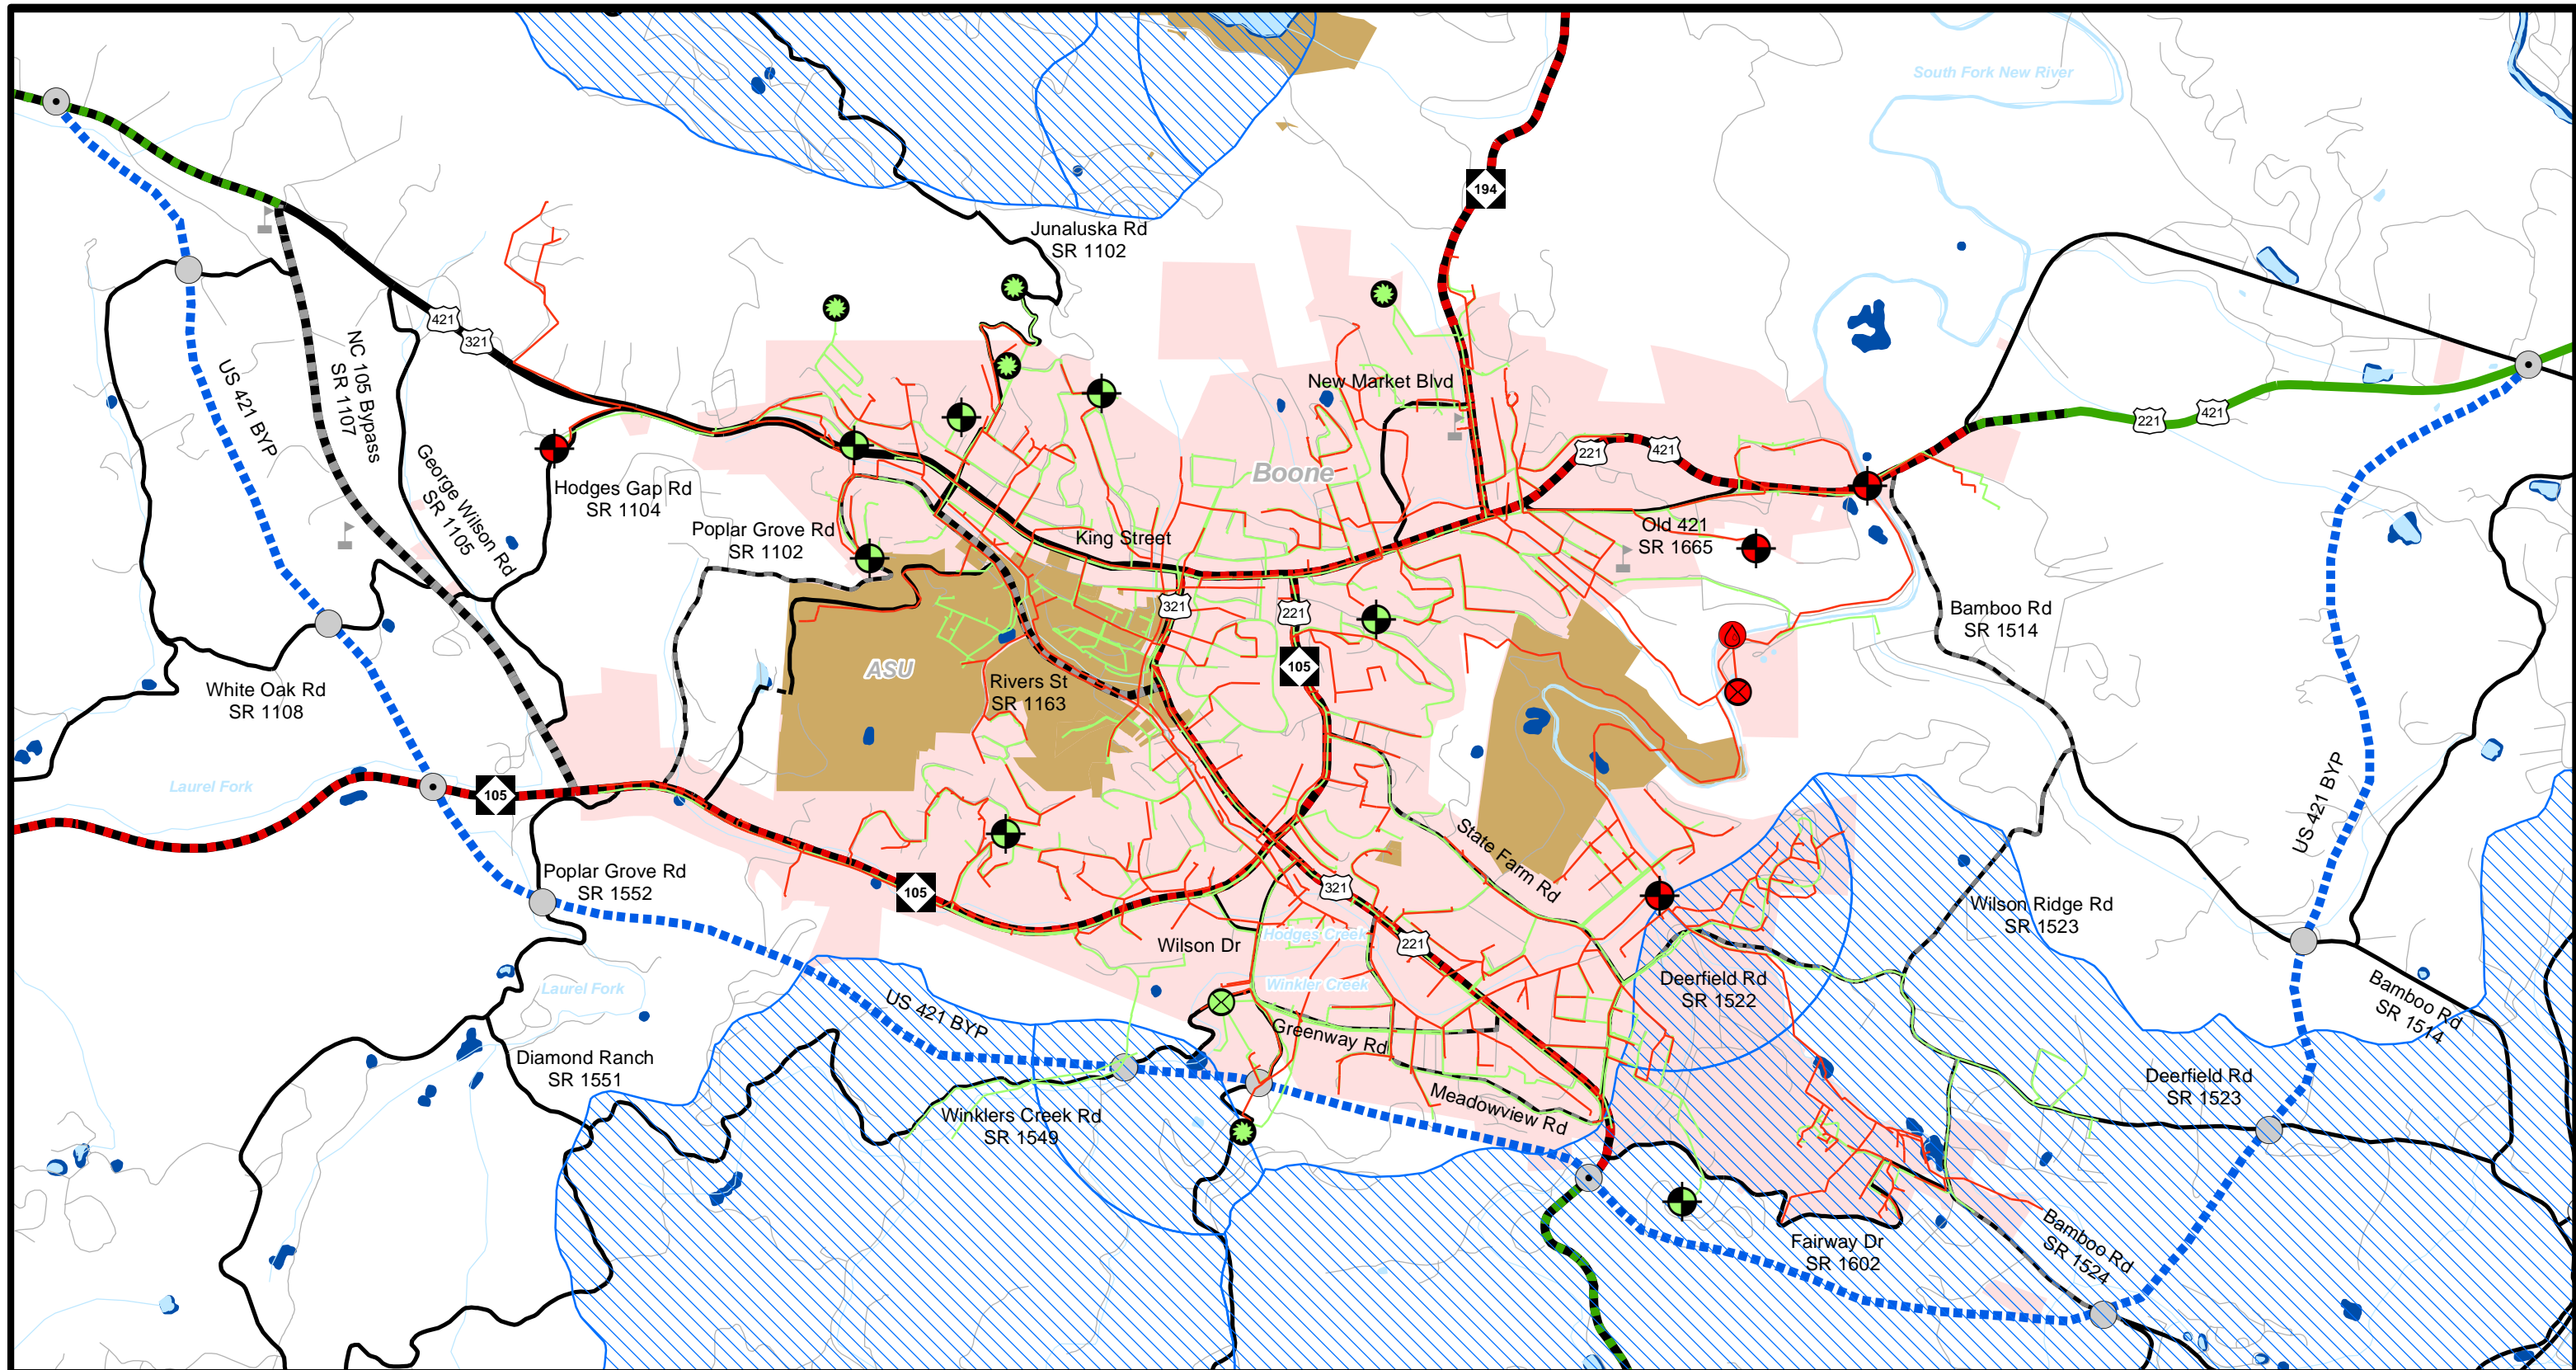 South Fork New River
194
Junaluska Rd
SR 1102
421
321
NC 105 Bypass
SR 1107
US 421 BYP
New Market Blvd
221
421
221
421
Boone
George Wilson Rd
SR 1105
Hodges Gap Rd
SR 1104
Poplar Grove Rd
SR 1102
King Street
Old 421
SR 1665
321
221
Bamboo Rd
SR 1514
105
ASU
Rivers St
SR 1163
White Oak Rd
SR 1108
Laurel Fork
105
US 421 BYP
State Farm Rd
Poplar Grove Rd
SR 1552
105
321
Wilson Ridge Rd
SR 1523
Wilson Dr
Hodges Creek
221
Laurel Fork
Winkler Creek
Deerfield Rd
SR 1522
US 421 BYP
Bamboo Rd
SR 1514
Greenway Rd
Diamond Ranch
SR 1551
Deerfield Rd
SR 1523
Winklers Creek Rd
SR 1549
Meadowview Rd
Fairway Dr
SR 1602
Bamboo Rd
SR 1524